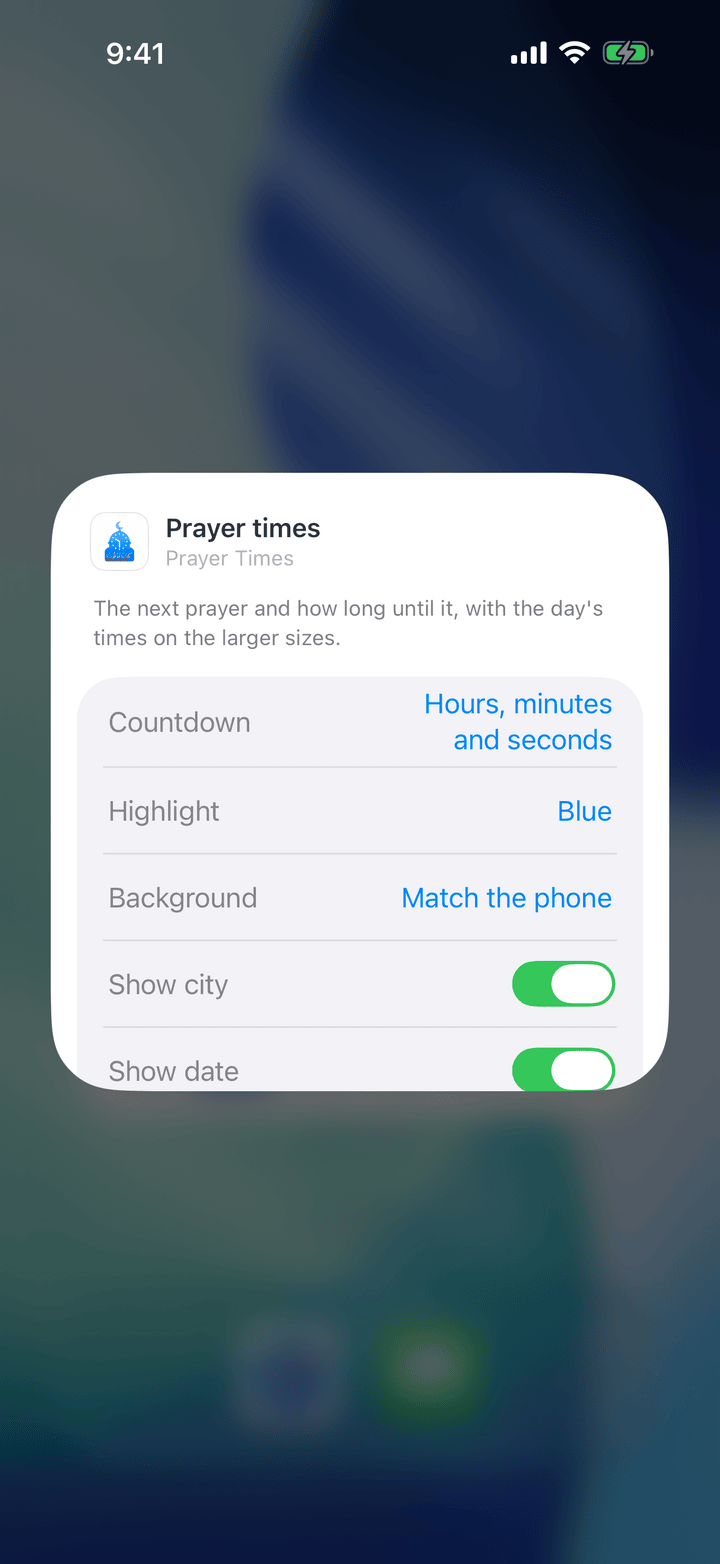 9:41
Prayer times
Prayer Times
The next prayer and how long until it, with the day's
times on the larger sizes.
Countdown
Hours, minutes
and seconds
Highlight
Blue
Background
Match the phone
Show city
Show date